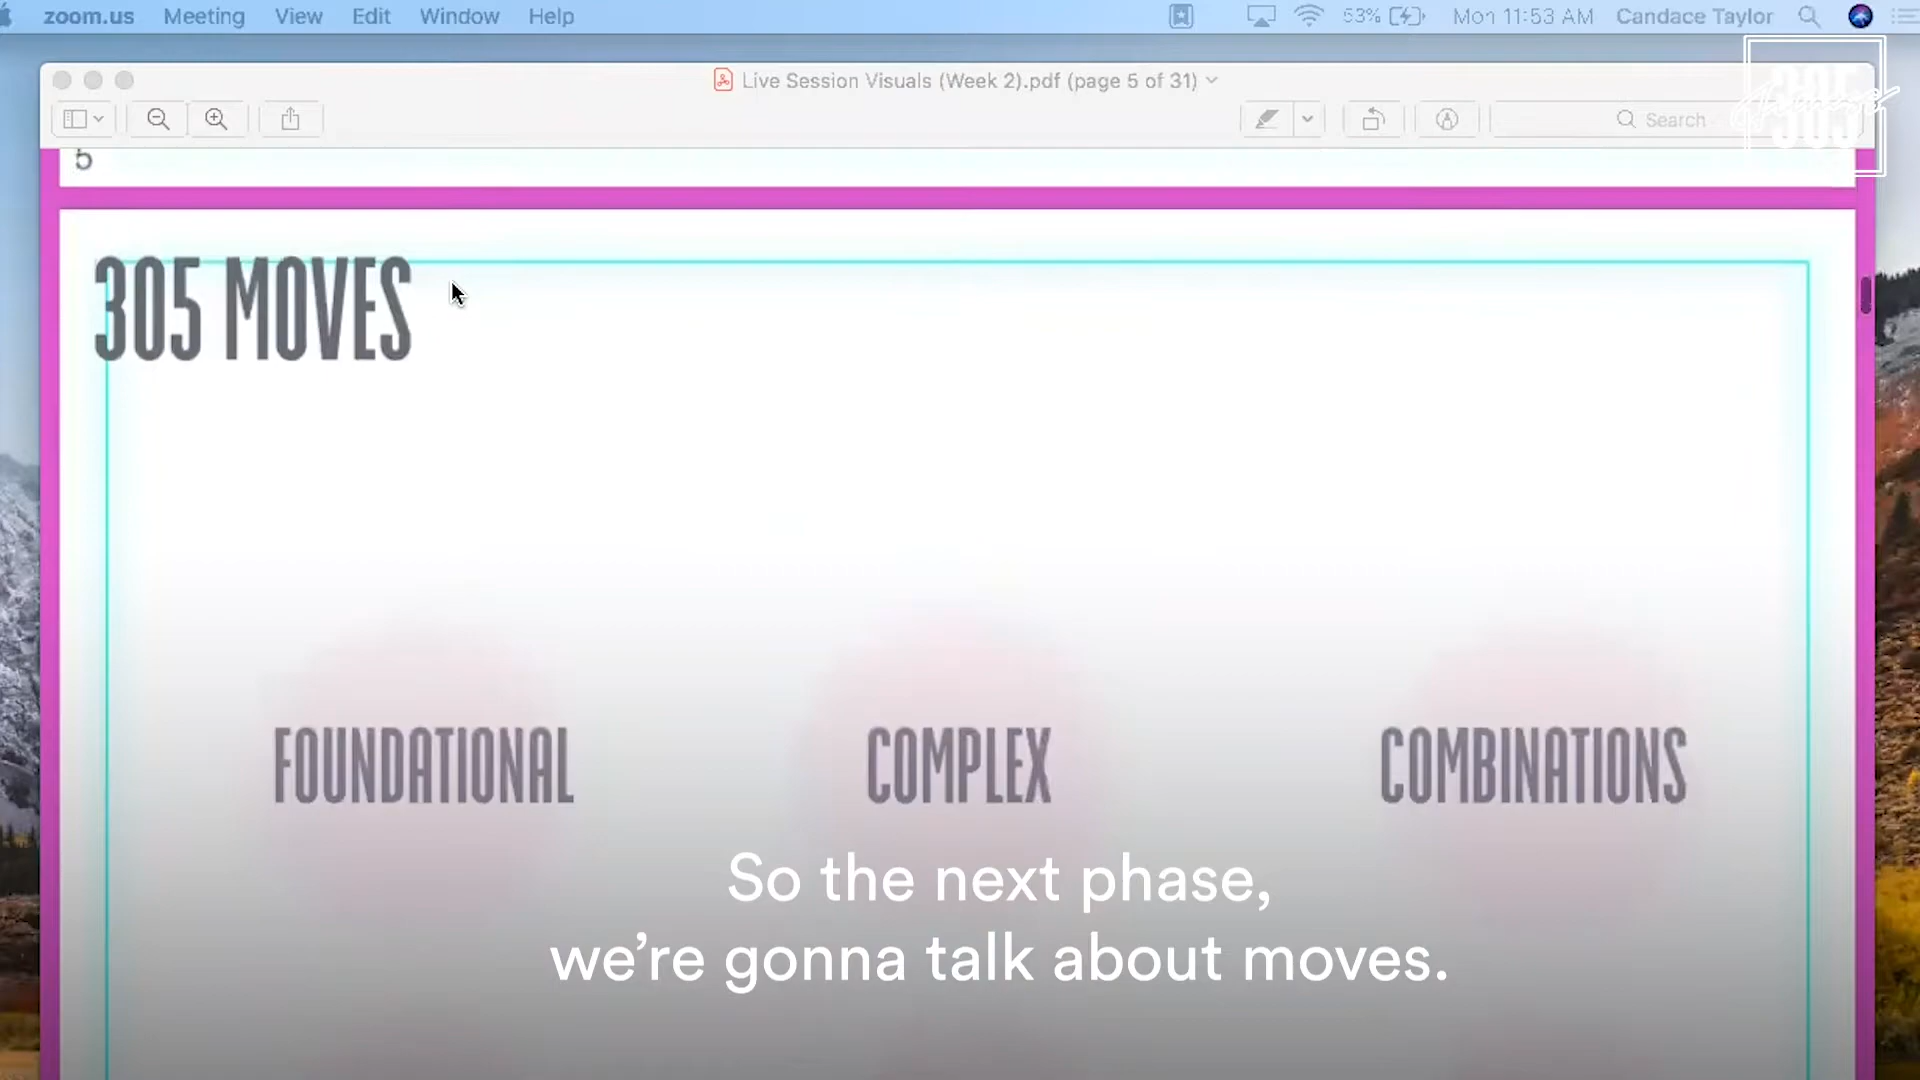 zoom.us Meeting View Edit Window Help 53% Mon 11:53 AM Candace Taylor
Live Session Visuals (Week 2).pdf (page 5 of 31)
Search
305
5
305 MOVES
FOUNDATIONAL COMPLEX COMBINATIONS
So the next phase,
we’re gonna talk about moves.